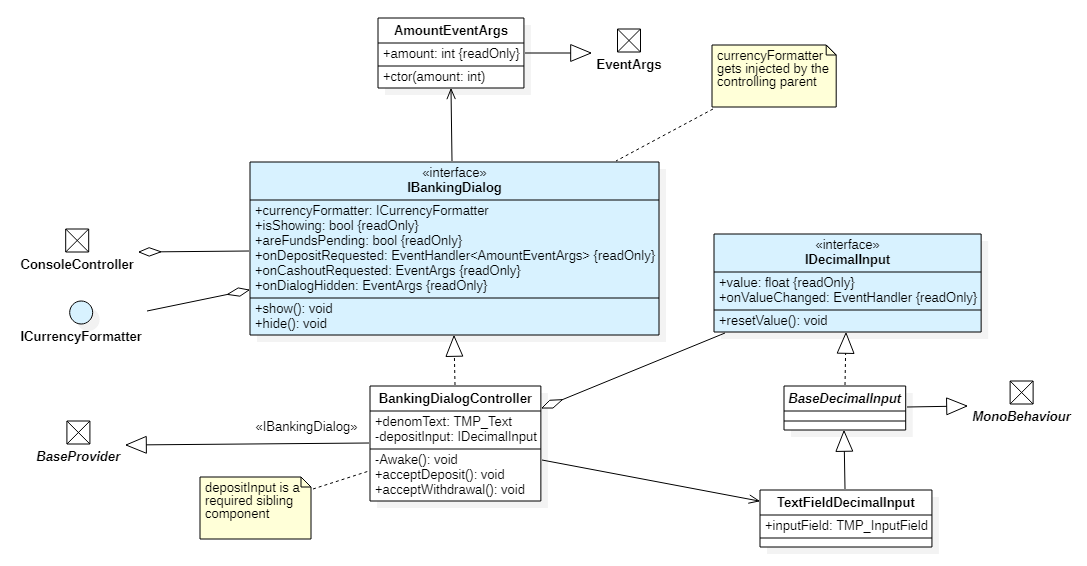 AmountEventArgs
+amount: int {readOnly}
+ctor(amount: int)
EventArgs
currencyFormatter
gets injected by the
controlling parent
«interface»
IBankingDialog
+currencyFormatter: ICurrencyFormatter
+isShowing: bool {readOnly}
+areFundsPending: bool {readOnly}
+onDepositRequested: EventHandler<AmountEventArgs> {readOnly}
+onCashoutRequested: EventArgs {readOnly}
+onDialogHidden: EventArgs {readOnly}
+show(): void
+hide(): void
ConsoleController
ICurrencyFormatter
«interface»
IDecimalInput
+value: float {readOnly}
+onValueChanged: EventHandler {readOnly}
+resetValue(): void
BankingDialogController
+denomText: TMP_Text
-depositInput: IDecimalInput
-Awake(): void
+acceptDeposit(): void
+acceptWithdrawal(): void
«IBankingDialog»
BaseProvider
depositInput is a
required sibling
component
BaseDecimalInput
MonoBehaviour
TextFieldDecimalInput
+inputField: TMP_InputField